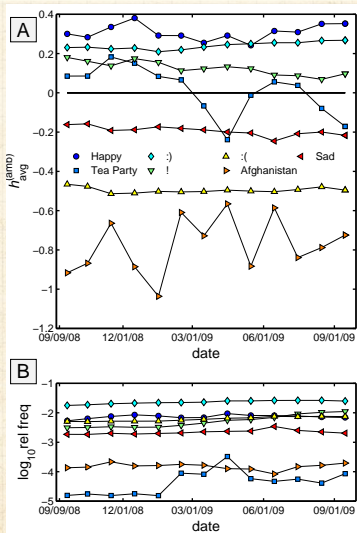 A
0.4
0.2
0
−0.2
−0.4
−0.6
−0.8
−1
−1.2
h_avg^(amb)
Happy
:)
:(
Sad
Tea Party
!
Afghanistan
09/09/08
12/01/08
03/01/09
06/01/09
09/01/09
date
B
−1
−2
−3
−4
−5
log10 rel freq
09/09/08
12/01/08
03/01/09
06/01/09
09/01/09
date